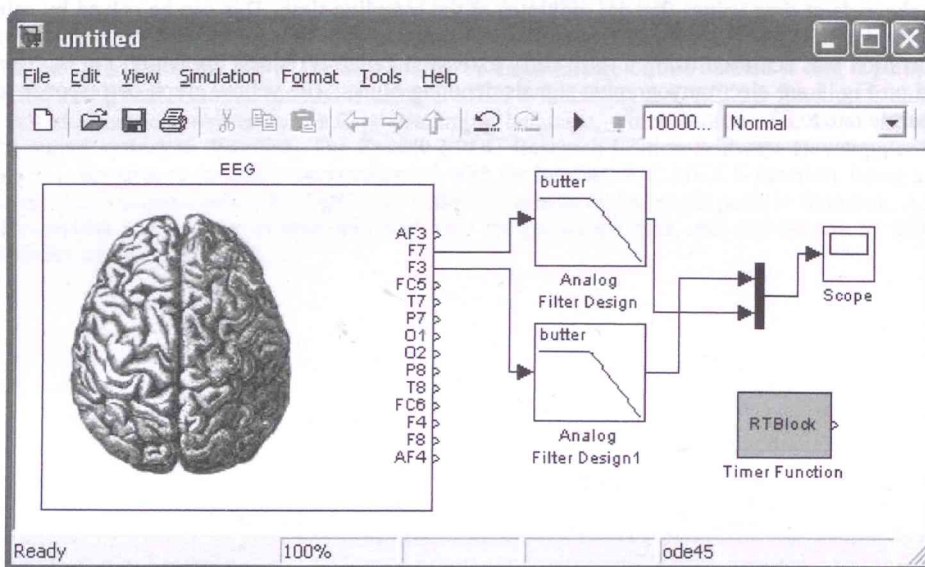 untitled
File Edit View Simulation Format Tools Help
10000... Normal
EEG
AF3
F7
F3
FC5
T7
P7
O1
O2
P8
T8
FC6
F4
F8
AF4
butter
Analog
Filter Design
butter
Analog
Filter Design1
Scope
RTBlock
Timer Function
Ready 100% ode45